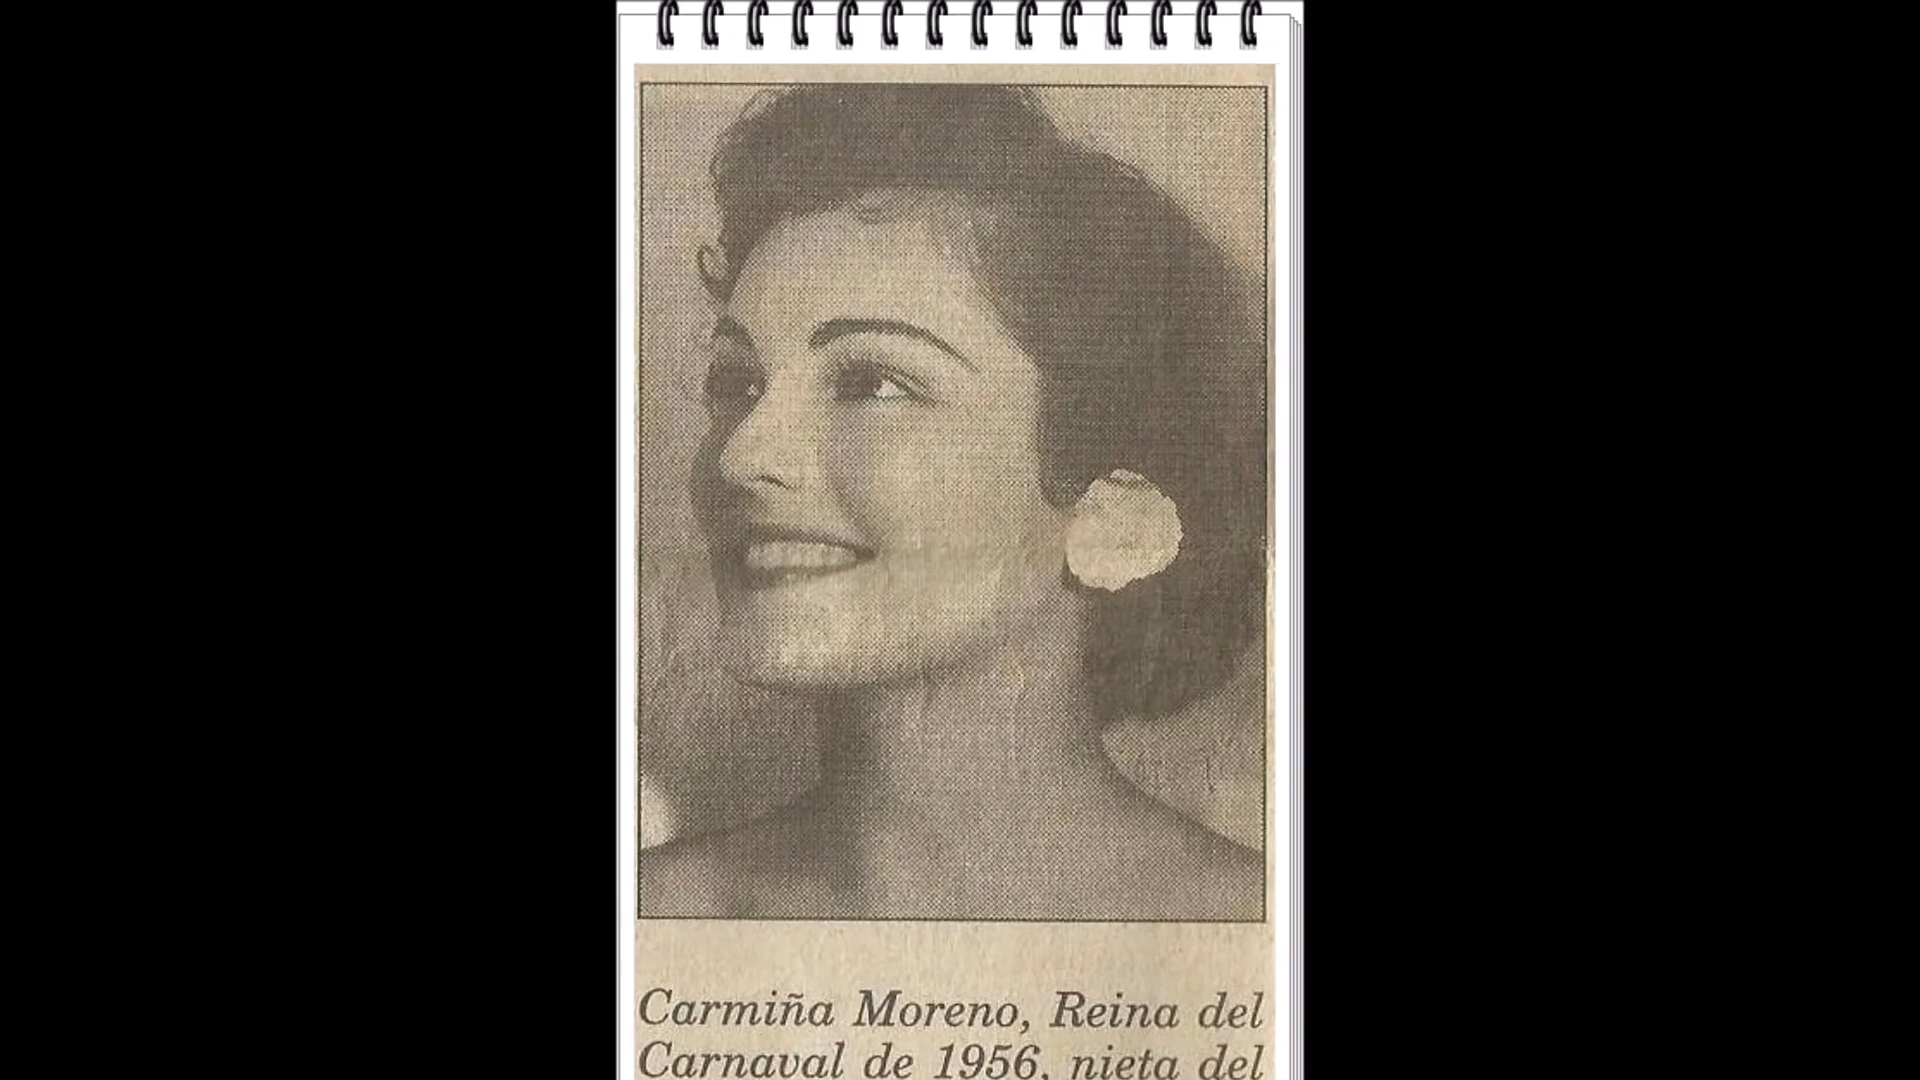 Carmiña Moreno, Reina del
Carnaval de 1956, nieta del